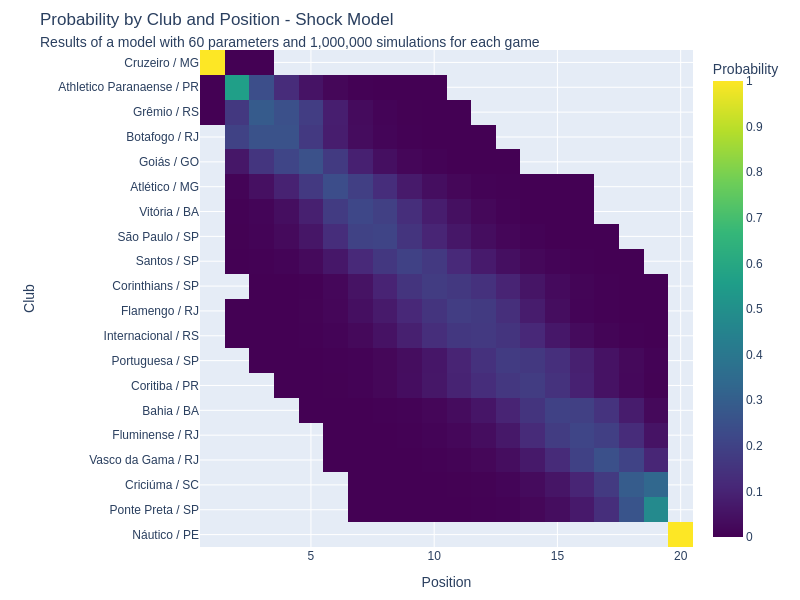 Probability by Club and Position - Shock Model
Results of a model with 60 parameters and 1,000,000 simulations for each game
Probability
Cruzeiro / MG
Athletico Paranaense / PR
Grêmio / RS
Botafogo / RJ
Goiás / GO
Atlético / MG
Vitória / BA
São Paulo / SP
Santos / SP
Corinthians / SP
Flamengo / RJ
Internacional / RS
Portuguesa / SP
Coritiba / PR
Bahia / BA
Fluminense / RJ
Vasco da Gama / RJ
Criciúma / SC
Ponte Preta / SP
Náutico / PE
Club
5
10
15
20
Position
1
0.9
0.8
0.7
0.6
0.5
0.4
0.3
0.2
0.1
0